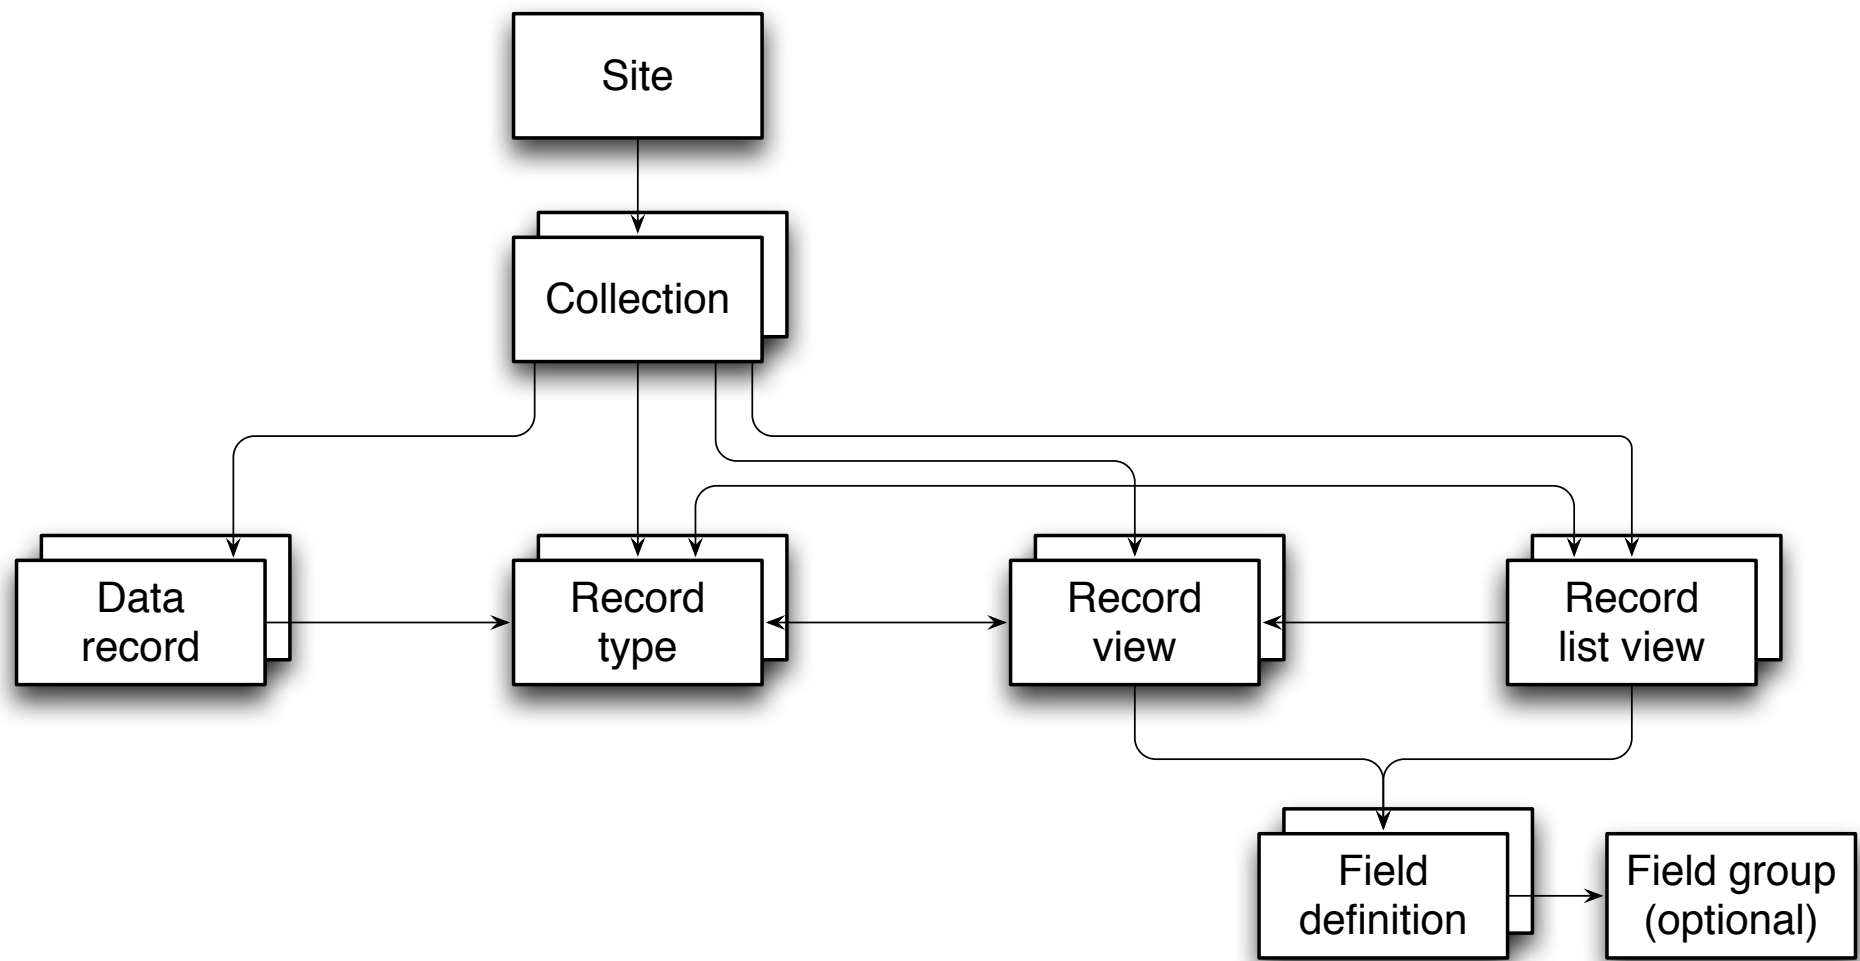 Site
Collection
Data
record
Record
type
Record
view
Record
list view
Field
definition
Field group
(optional)